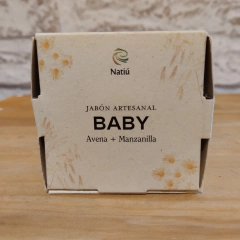 Natiú
JABÓN ARTESANAL
BABY
Avena + Manzanilla